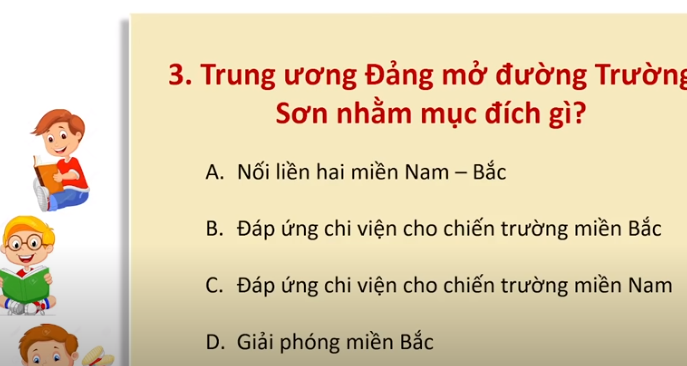 3. Trung ương Đảng mở đường Trường
Sơn nhằm mục đích gì?
A. Nối liền hai miền Nam – Bắc
B. Đáp ứng chi viện cho chiến trường miền Bắc
C. Đáp ứng chi viện cho chiến trường miền Nam
D. Giải phóng miền Bắc